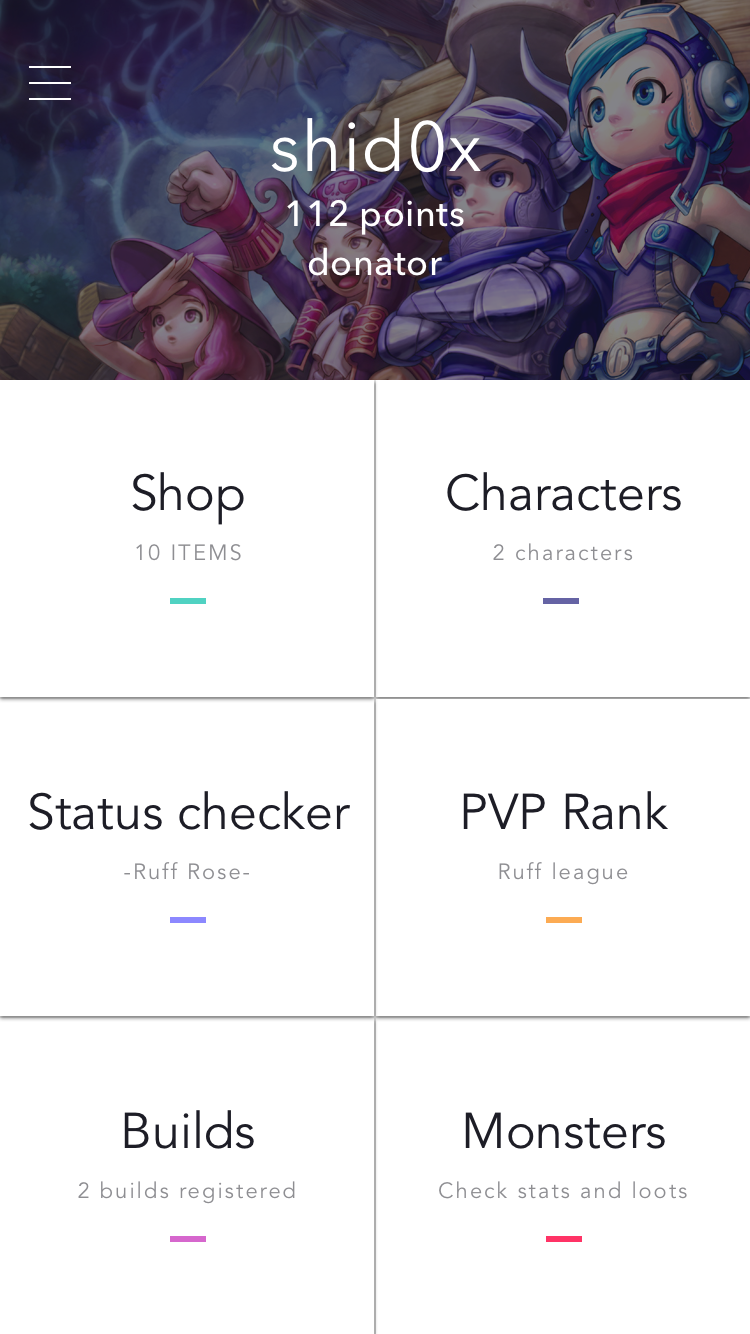 shid0x
112 points
donator
Shop
10 ITEMS
Characters
2 characters
Status checker
-Ruff Rose-
PVP Rank
Ruff league
Builds
2 builds registered
Monsters
Check stats and loots